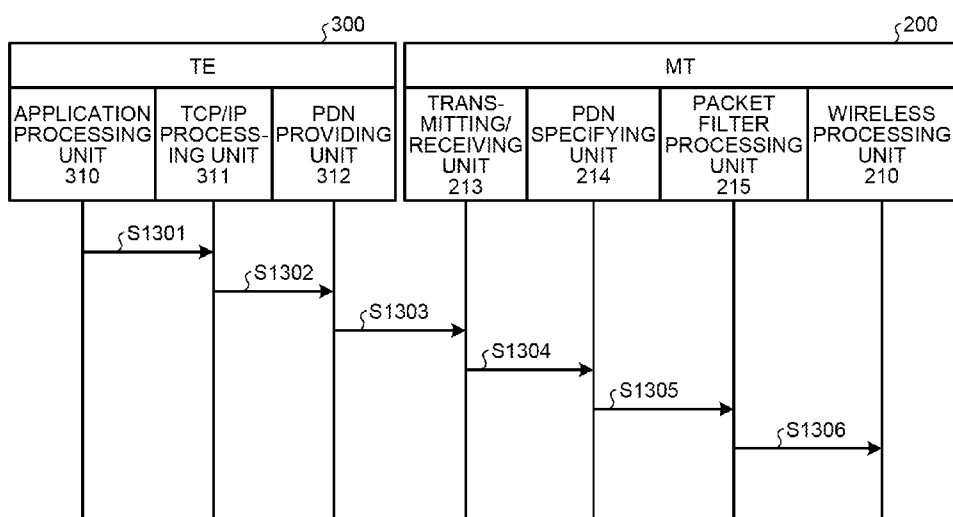 300
200
TE
MT
APPLICATION
PROCESSING
UNIT
310
TCP/IP
PROCESS-
ING UNIT
311
PDN
PROVIDING
UNIT
312
TRANS-
MITTING/
RECEIVING
UNIT
213
PDN
SPECIFYING
UNIT
214
PACKET
FILTER
PROCESSING
UNIT
215
WIRELESS
PROCESSING
UNIT
210
S1301
S1302
S1303
S1304
S1305
S1306